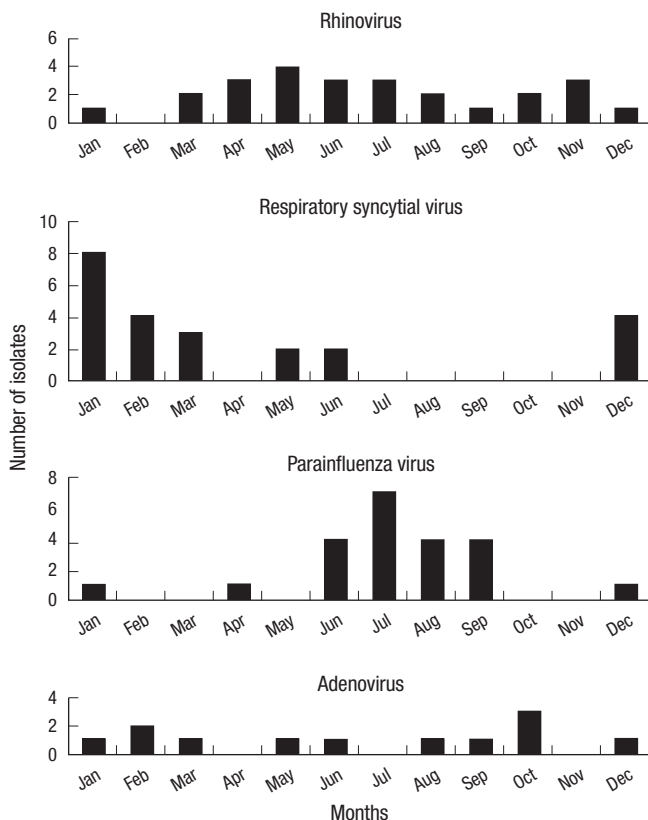 Rhinovirus
6
4
2
0
Jan Feb Mar Apr May Jun Jul Aug Sep Oct Nov Dec
Respiratory syncytial virus
10
8
6
4
2
0
Jan Feb Mar Apr May Jun Jul Aug Sep Oct Nov Dec
Number of isolates
Parainfluenza virus
8
6
4
2
0
Jan Feb Mar Apr May Jun Jul Aug Sep Oct Nov Dec
Adenovirus
4
2
0
Jan Feb Mar Apr May Jun Jul Aug Sep Oct Nov Dec
Months